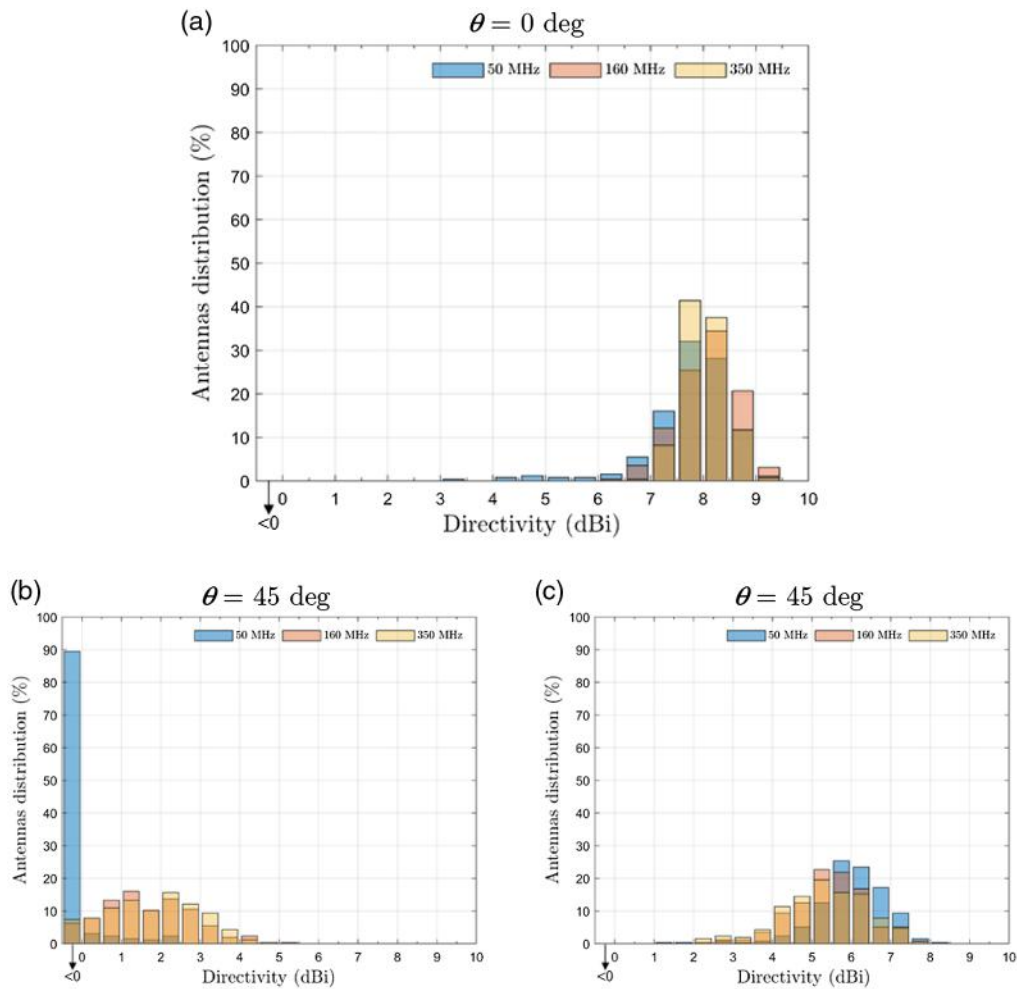 (a)
θ = 0 deg
50 MHz 160 MHz 350 MHz
Antennas distribution (%)
100
90
80
70
60
50
40
30
20
10
0
0 1 2 3 4 5 6 7 8 9 10
<0
Directivity (dBi)
(b)
θ = 45 deg
50 MHz 160 MHz 350 MHz
Antennas distribution (%)
100
90
80
70
60
50
40
30
20
10
0
0 1 2 3 4 5 6 7 8 9 10
<0
Directivity (dBi)
(c)
θ = 45 deg
50 MHz 160 MHz 350 MHz
Antennas distribution (%)
100
90
80
70
60
50
40
30
20
10
0
0 1 2 3 4 5 6 7 8 9 10
<0
Directivity (dBi)